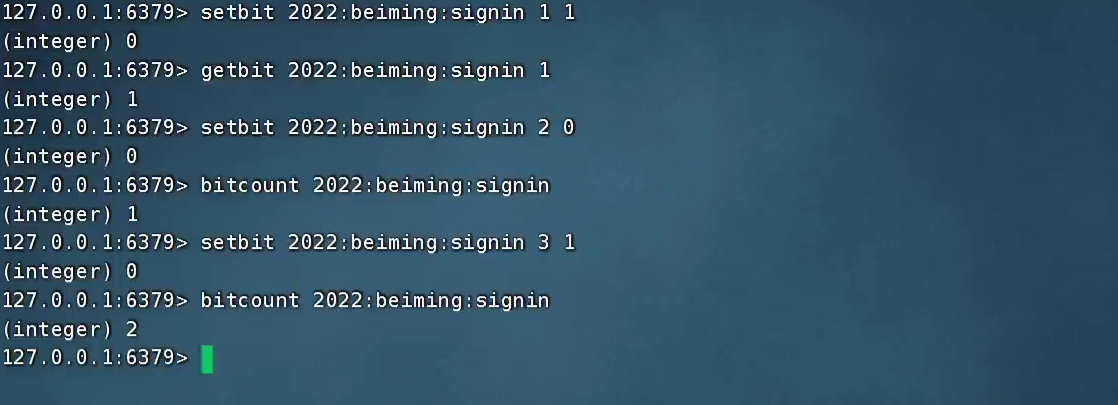 127.0.0.1:6379> setbit 2022:beiming:signin 1 1
(integer) 0
127.0.0.1:6379> getbit 2022:beiming:signin 1
(integer) 1
127.0.0.1:6379> setbit 2022:beiming:signin 2 0
(integer) 0
127.0.0.1:6379> bitcount 2022:beiming:signin
(integer) 1
127.0.0.1:6379> setbit 2022:beiming:signin 3 1
(integer) 0
127.0.0.1:6379> bitcount 2022:beiming:signin
(integer) 2
127.0.0.1:6379>